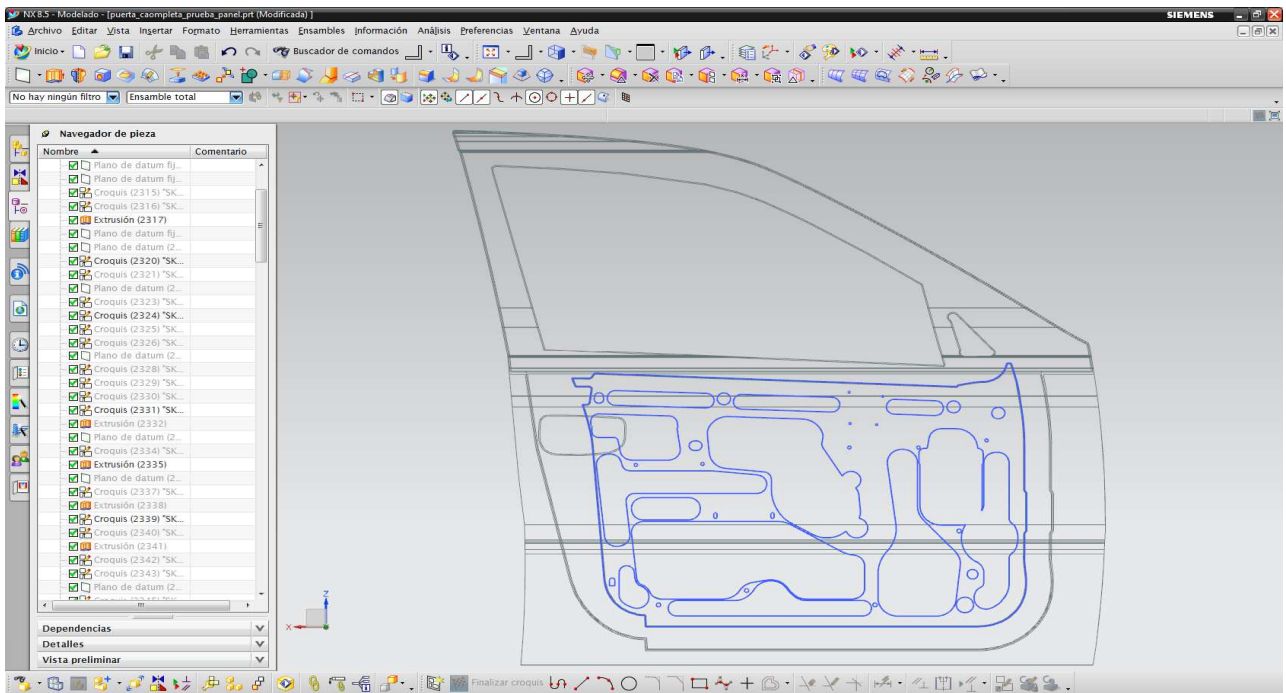 NX 8.5 - Modelado - [puerta_caompleta_prueba_panel.prt (Modificada) ]
SIEMENS
Archivo Editar Vista Insertar Formato Herramientas Ensambles Información Análisis Preferencias Ventana Ayuda
Inicio
Buscador de comandos
No hay ningún filtro
Ensamble total
Navegador de pieza
Nombre Comentario
Plano de datum fij...
Plano de datum fij...
Croquis (2315) "SK...
Croquis (2316) "SK...
Extrusión (2317)
Plano de datum fij...
Plano de datum (2...
Croquis (2320) "SK...
Croquis (2321) "SK...
Plano de datum (2...
Croquis (2323) "SK...
Croquis (2324) "SK...
Croquis (2325) "SK...
Croquis (2326) "SK...
Plano de datum (2...
Croquis (2328) "SK...
Croquis (2329) "SK...
Croquis (2330) "SK...
Croquis (2331) "SK...
Extrusión (2332)
Plano de datum (2...
Croquis (2334) "SK...
Extrusión (2335)
Plano de datum (2...
Croquis (2337) "SK...
Extrusión (2338)
Croquis (2339) "SK...
Croquis (2340) "SK...
Extrusión (2341)
Croquis (2342) "SK...
Croquis (2343) "SK...
Plano de datum (2...
Dependencias
Detalles
Vista preliminar
Z
X
Finalizar croquis